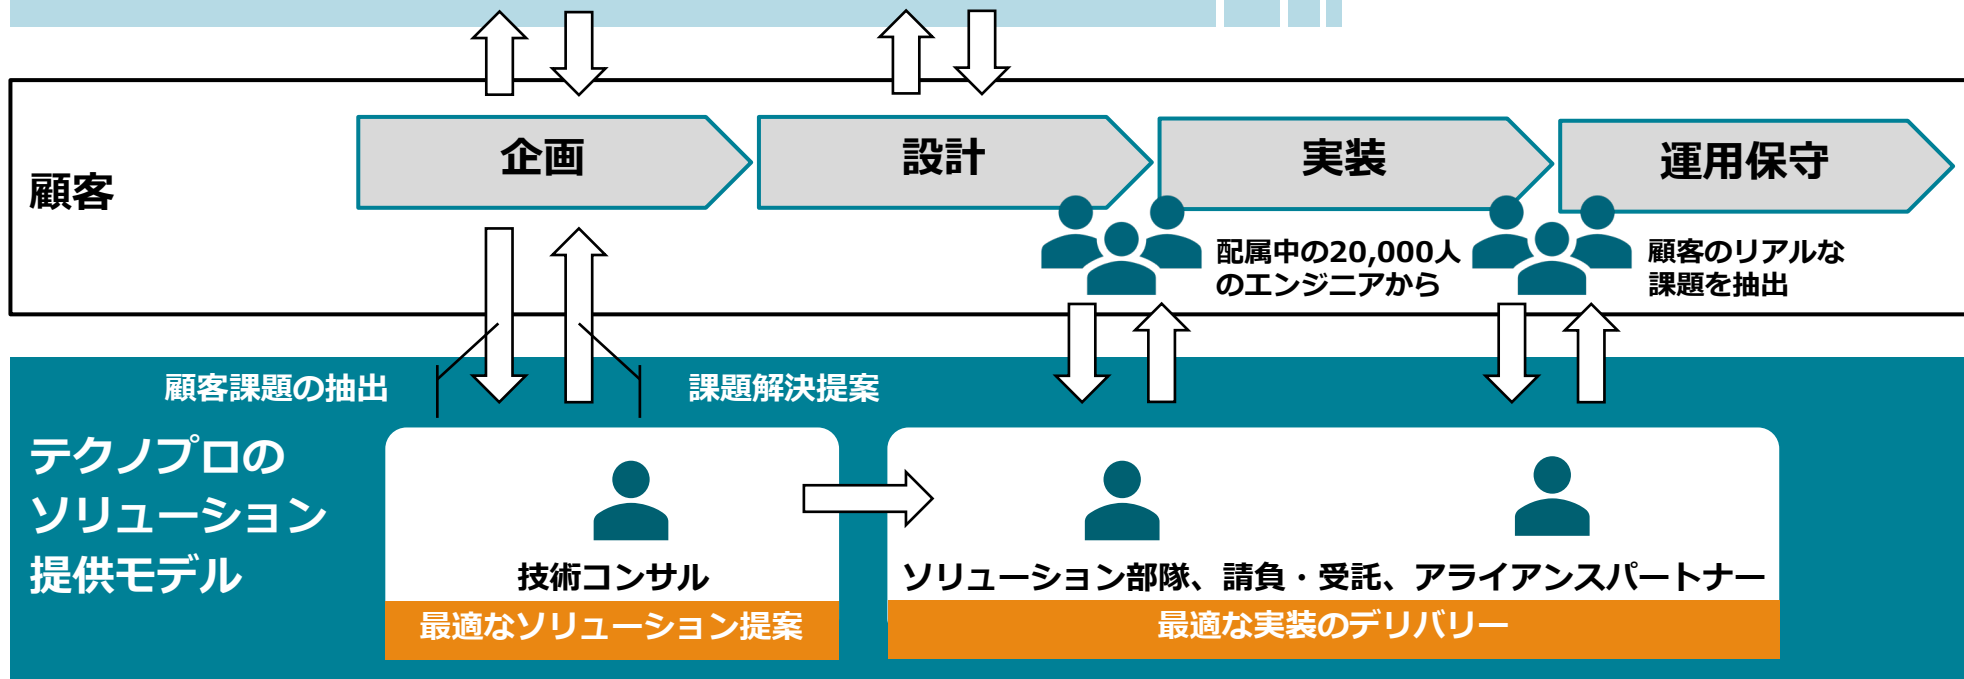 企画
設計
実装
運用保守
顧客
配属中の20,000人
のエンジニアから
顧客のリアルな
課題を抽出
顧客課題の抽出
課題解決提案
テクノプロの
ソリューション
提供モデル
技術コンサル
最適なソリューション提案
ソリューション部隊、請負・受託、アライアンスパートナー
最適な実装のデリバリー